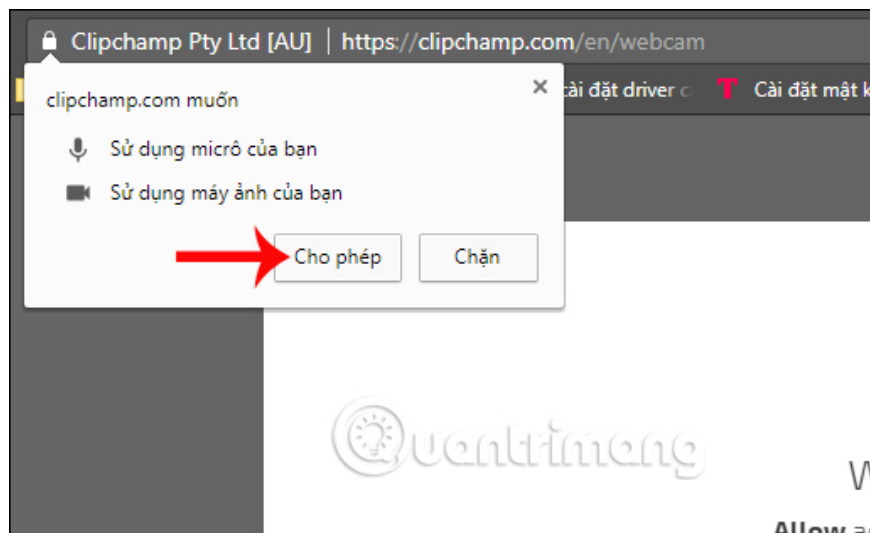 Clipchamp Pty Ltd [AU] | https://clipchamp.com/en/webcam
cài đặt driver c
T Cài đặt mật k
clipchamp.com muốn
×
Sử dụng micrô của bạn
Sử dụng máy ảnh của bạn
Cho phép
Chặn
Quantrimang
W
Allow a